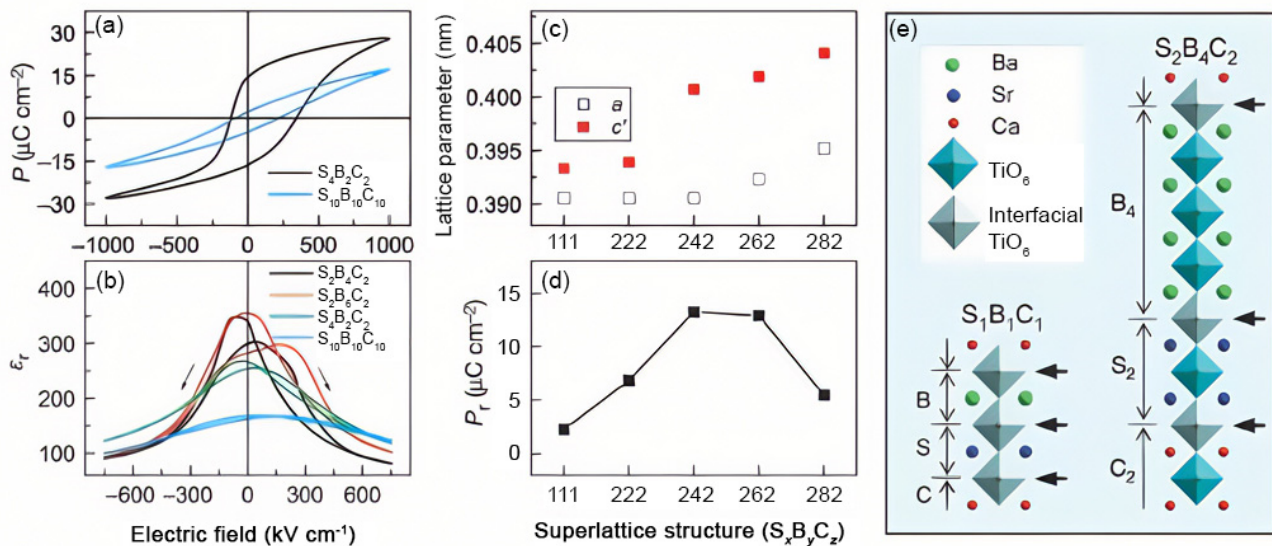 (a)
30
15
0
−15
−30
P (μC cm⁻²)
S₄B₂C₂
S₁₀B₁₀C₁₀
−1000 −500 0 500 1000
(b)
400
350
300
250
200
150
100
εᵣ
S₂B₄C₂
S₂B₆C₂
S₄B₂C₂
S₁₀B₁₀C₁₀
−600 −300 0 300 600
Electric field (kV cm⁻¹)
(c)
0.405
0.400
0.395
0.390
Lattice parameter (nm)
a
c'
111 222 242 262 282
(d)
15
10
5
0
Pᵣ (μC cm⁻²)
111 222 242 262 282
Superlattice structure (SₓBᵧC_z)
(e)
Ba
Sr
Ca
TiO₆
Interfacial
TiO₆
S₁B₁C₁
B
S
C
S₂B₄C₂
B₄
S₂
C₂